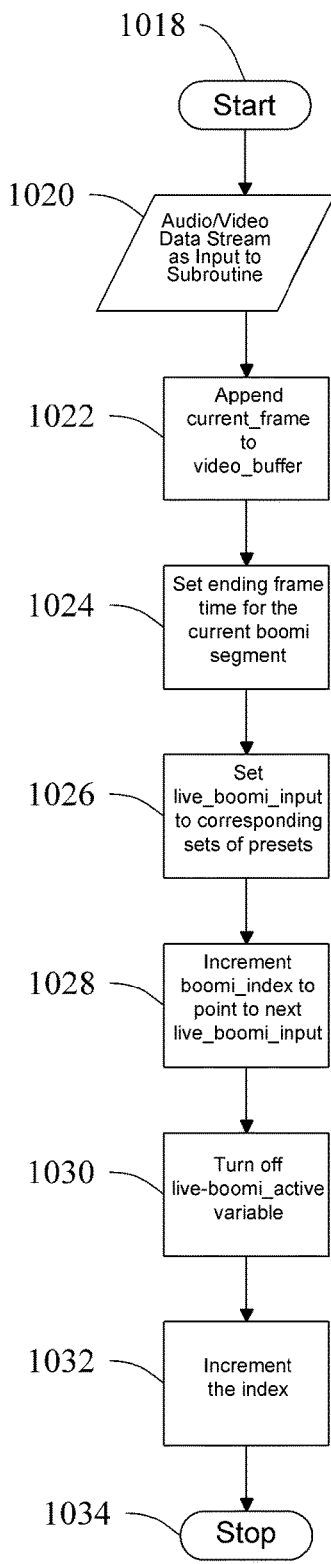 1018
Start
1020
Audio/Video
Data Stream
as Input to
Subroutine
1022
Append
current_frame
to
video_buffer
1024
Set ending frame
time for the
current boomi
segment
1026
Set
live_boomi_input
to corresponding
sets of presets
1028
Increment
boomi_index to
point to next
live_boomi_input
1030
Turn off
live-boomi_active
variable
1032
Increment
the index
1034
Stop